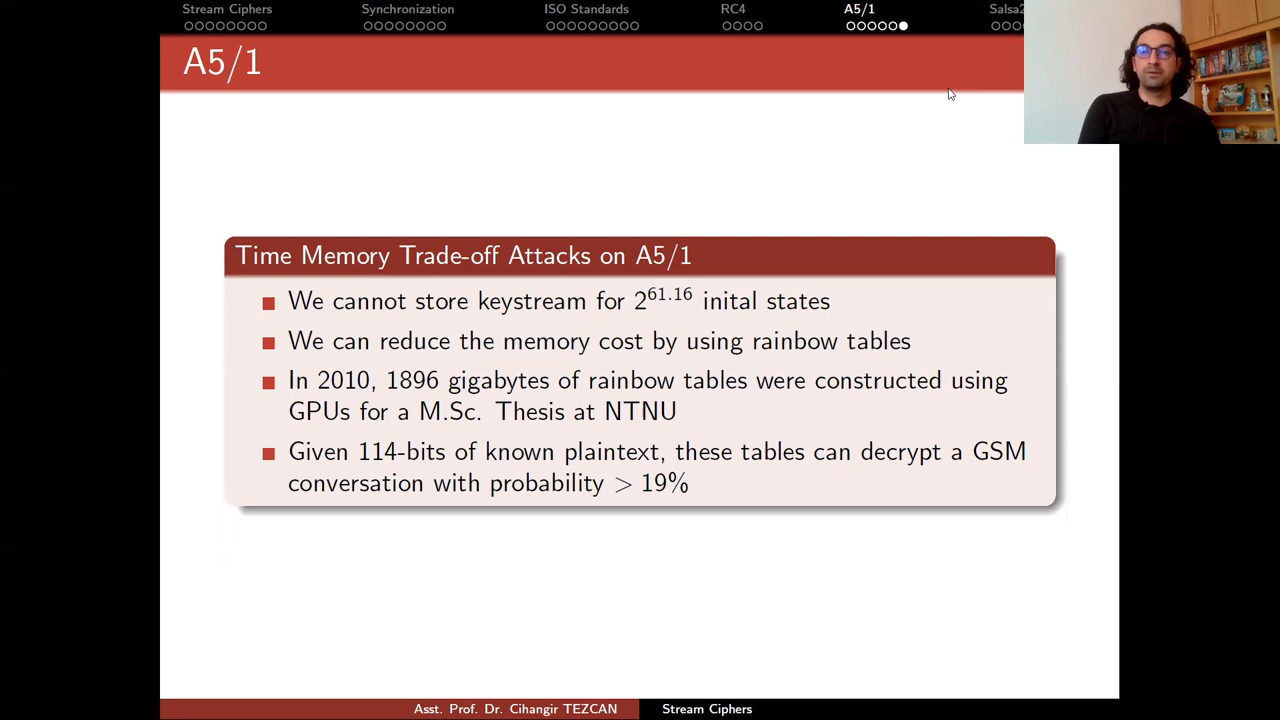 Stream Ciphers Synchronization ISO Standards RC4 A5/1 Salsa2
A5/1
Time Memory Trade-off Attacks on A5/1
We cannot store keystream for 2^61.16 inital states
We can reduce the memory cost by using rainbow tables
In 2010, 1896 gigabytes of rainbow tables were constructed using
GPUs for a M.Sc. Thesis at NTNU
Given 114-bits of known plaintext, these tables can decrypt a GSM
conversation with probability > 19%
Asst. Prof. Dr. Cihangir TEZCAN Stream Ciphers